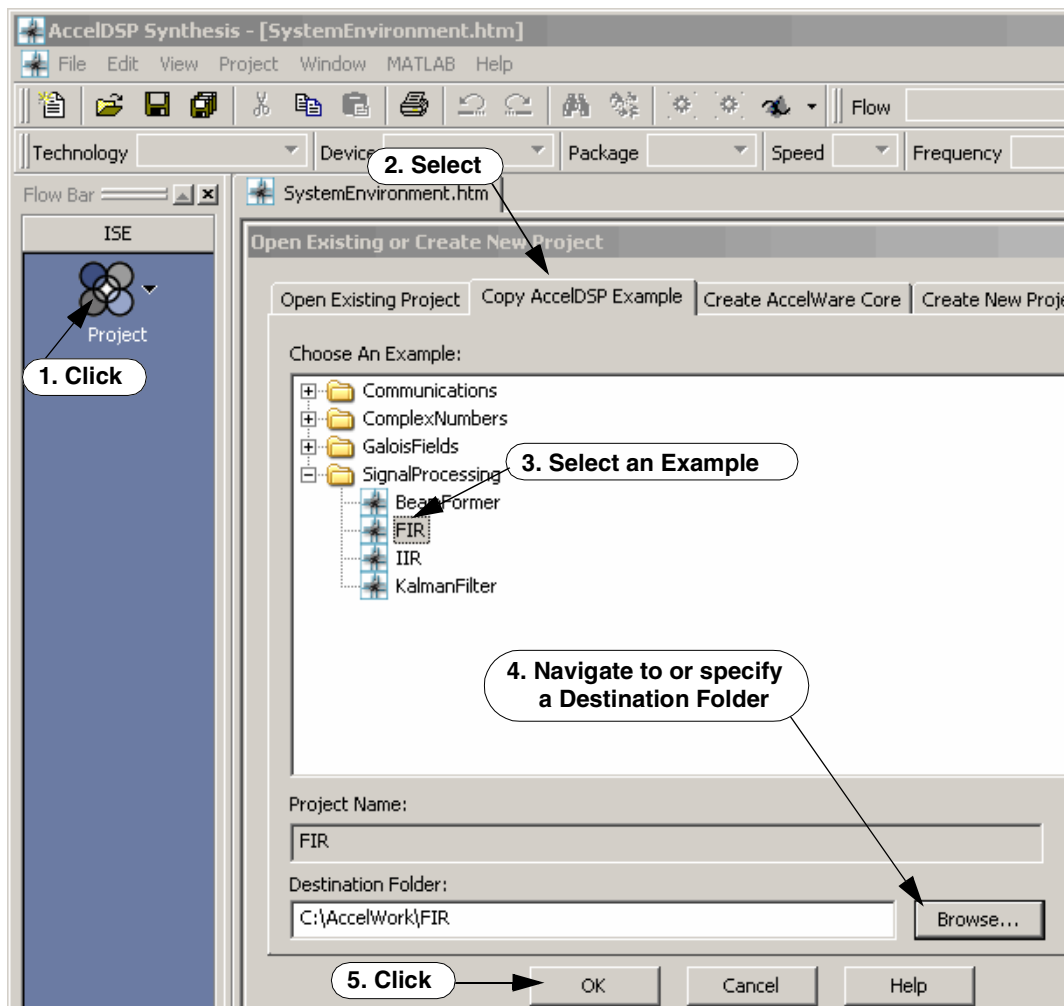 AccelDSP Synthesis - [SystemEnvironment.htm]
File Edit View Project Window MATLAB Help
Flow
Technology Device Package Speed Frequency
2. Select
Flow Bar
SystemEnvironment.htm
ISE
Open Existing or Create New Project
Project
Open Existing Project Copy AccelDSP Example Create AccelWare Core Create New Proje
1. Click
Choose An Example:
Communications
ComplexNumbers
GaloisFields
SignalProcessing
3. Select an Example
BeamFormer
FIR
IIR
KalmanFilter
4. Navigate to or specify
a Destination Folder
Project Name:
FIR
Destination Folder:
C:\AccelWork\FIR
Browse...
5. Click
OK Cancel Help